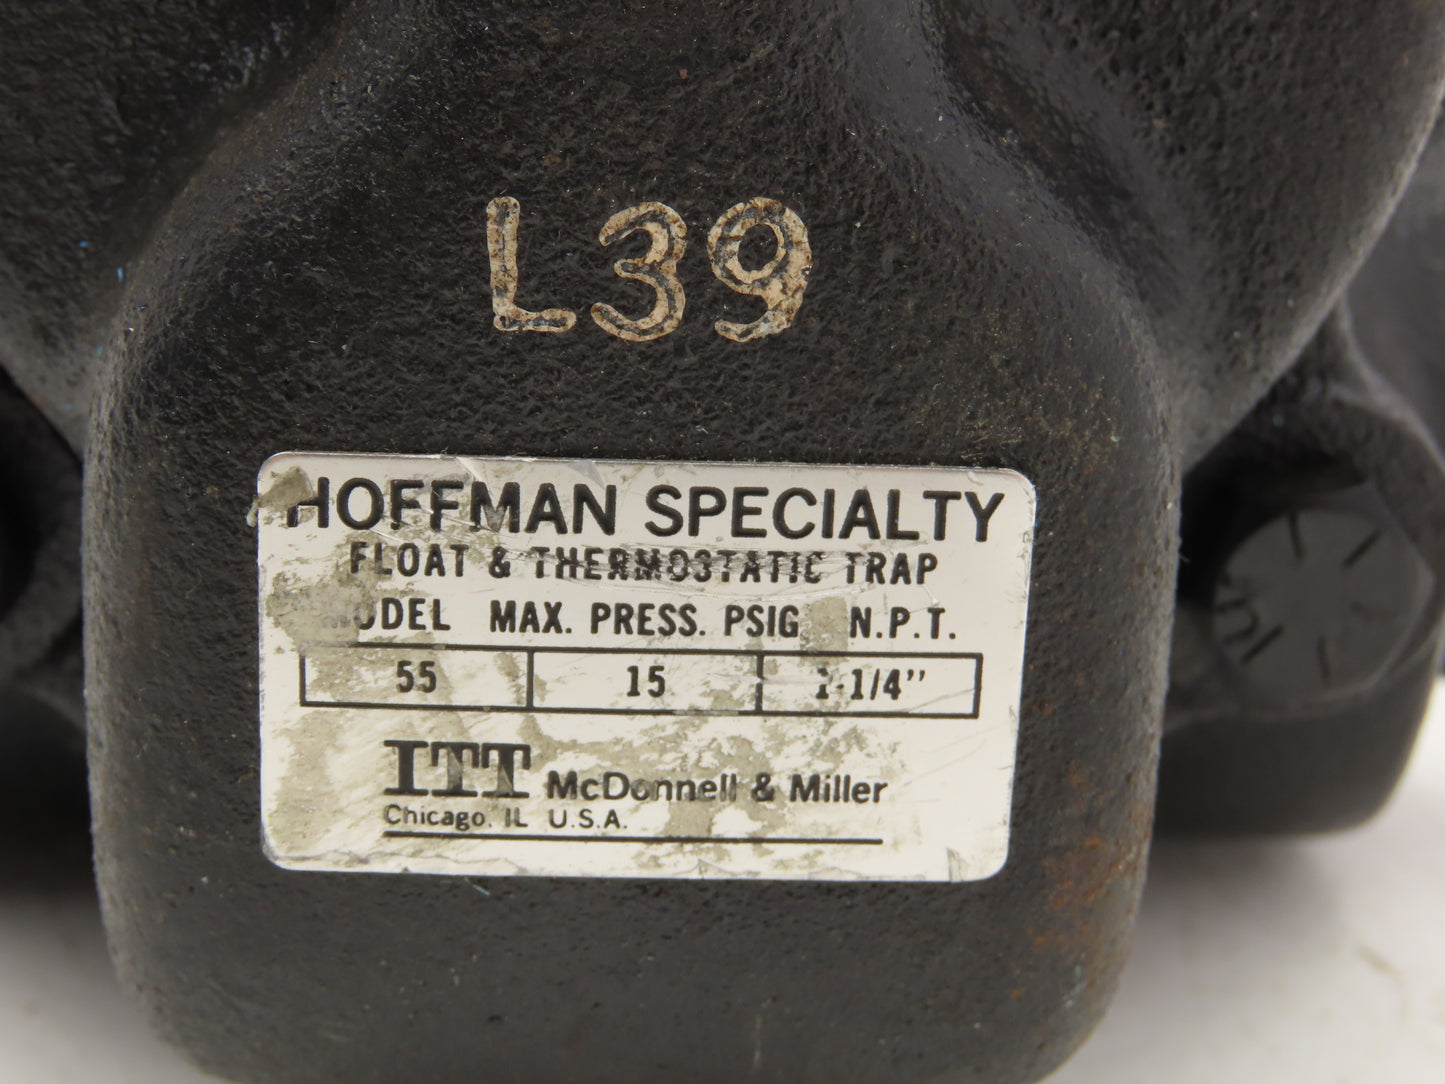 L39
HOFFMAN SPECIALTY
FLOAT & THERMOSTATIC TRAP
MODEL MAX. PRESS. PSIG N.P.T.
55 15 1-1/4"
ITT McDonnell & Miller
Chicago, IL U.S.A.